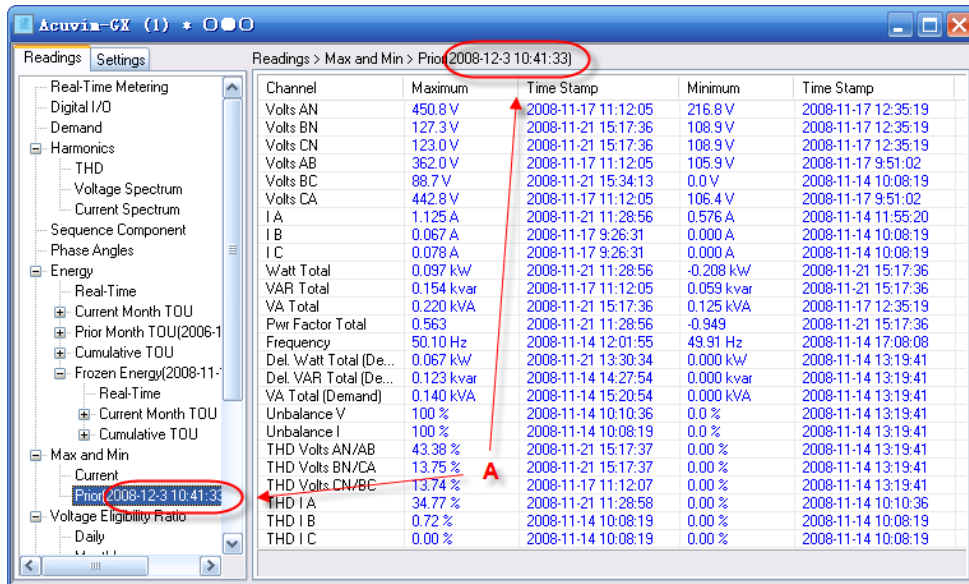 Acuvim-GX (1) *
Readings Settings
Readings > Max and Min > Prior(2008-12-3 10:41:33)
Real-Time Metering
Digital I/O
Demand
Harmonics
THD
Voltage Spectrum
Current Spectrum
Sequence Component
Phase Angles
Energy
Real-Time
Current Month TOU
Prior Month TOU(2006-1
Cumulative TOU
Frozen Energy(2008-11-
Real-Time
Current Month TOU
Cumulative TOU
Max and Min
Current
Prior(2008-12-3 10:41:33
Voltage Eligibility Ratio
Daily
Channel Maximum Time Stamp Minimum Time Stamp
Volts AN 450.8 V 2008-11-17 11:12:05 216.8 V 2008-11-17 12:35:19
Volts BN 127.3 V 2008-11-21 15:17:36 108.9 V 2008-11-17 12:35:19
Volts CN 123.0 V 2008-11-21 15:17:36 108.9 V 2008-11-17 12:35:19
Volts AB 362.0 V 2008-11-17 11:12:05 105.9 V 2008-11-17 9:51:02
Volts BC 88.7 V 2008-11-21 15:34:13 0.0 V 2008-11-14 10:08:19
Volts CA 442.8 V 2008-11-17 11:12:05 106.4 V 2008-11-17 9:51:02
I A 1.125 A 2008-11-21 11:28:56 0.576 A 2008-11-14 11:55:20
I B 0.067 A 2008-11-17 9:26:31 0.000 A 2008-11-14 10:08:19
I C 0.078 A 2008-11-17 9:26:31 0.000 A 2008-11-14 10:08:19
Watt Total 0.097 kW 2008-11-21 11:28:56 -0.208 kW 2008-11-21 15:17:36
VAR Total 0.154 kvar 2008-11-17 11:12:05 0.059 kvar 2008-11-21 15:17:36
VA Total 0.220 kVA 2008-11-21 15:17:36 0.125 kVA 2008-11-17 12:35:19
Pwr Factor Total 0.563 2008-11-21 11:28:56 -0.949 2008-11-21 15:17:36
Frequency 50.10 Hz 2008-11-14 12:01:55 49.91 Hz 2008-11-14 17:08:08
Del. Watt Total (De... 0.067 kW 2008-11-21 13:30:34 0.000 kW 2008-11-14 13:19:41
Del. VAR Total (De... 0.123 kvar 2008-11-14 14:27:54 0.000 kvar 2008-11-14 13:19:41
VA Total (Demand) 0.140 kVA 2008-11-14 15:20:54 0.000 kVA 2008-11-14 13:19:41
Unbalance V 100 % 2008-11-14 10:10:36 0.0 % 2008-11-14 13:19:41
Unbalance I 100 % 2008-11-14 10:08:19 0.0 % 2008-11-14 13:19:41
THD Volts AN/AB 43.38 % 2008-11-21 15:17:37 0.00 % 2008-11-14 13:19:41
THD Volts BN/CA 13.75 % 2008-11-21 15:17:37 0.00 % 2008-11-14 13:19:41
THD Volts CN/BC 13.74 % 2008-11-17 11:12:07 0.00 % 2008-11-14 13:19:41
THD I A 34.77 % 2008-11-21 11:28:58 0.00 % 2008-11-14 10:10:36
THD I B 0.72 % 2008-11-14 10:08:19 0.00 % 2008-11-14 10:08:19
THD I C 0.00 % 2008-11-14 10:08:19 0.00 % 2008-11-14 10:08:19
A